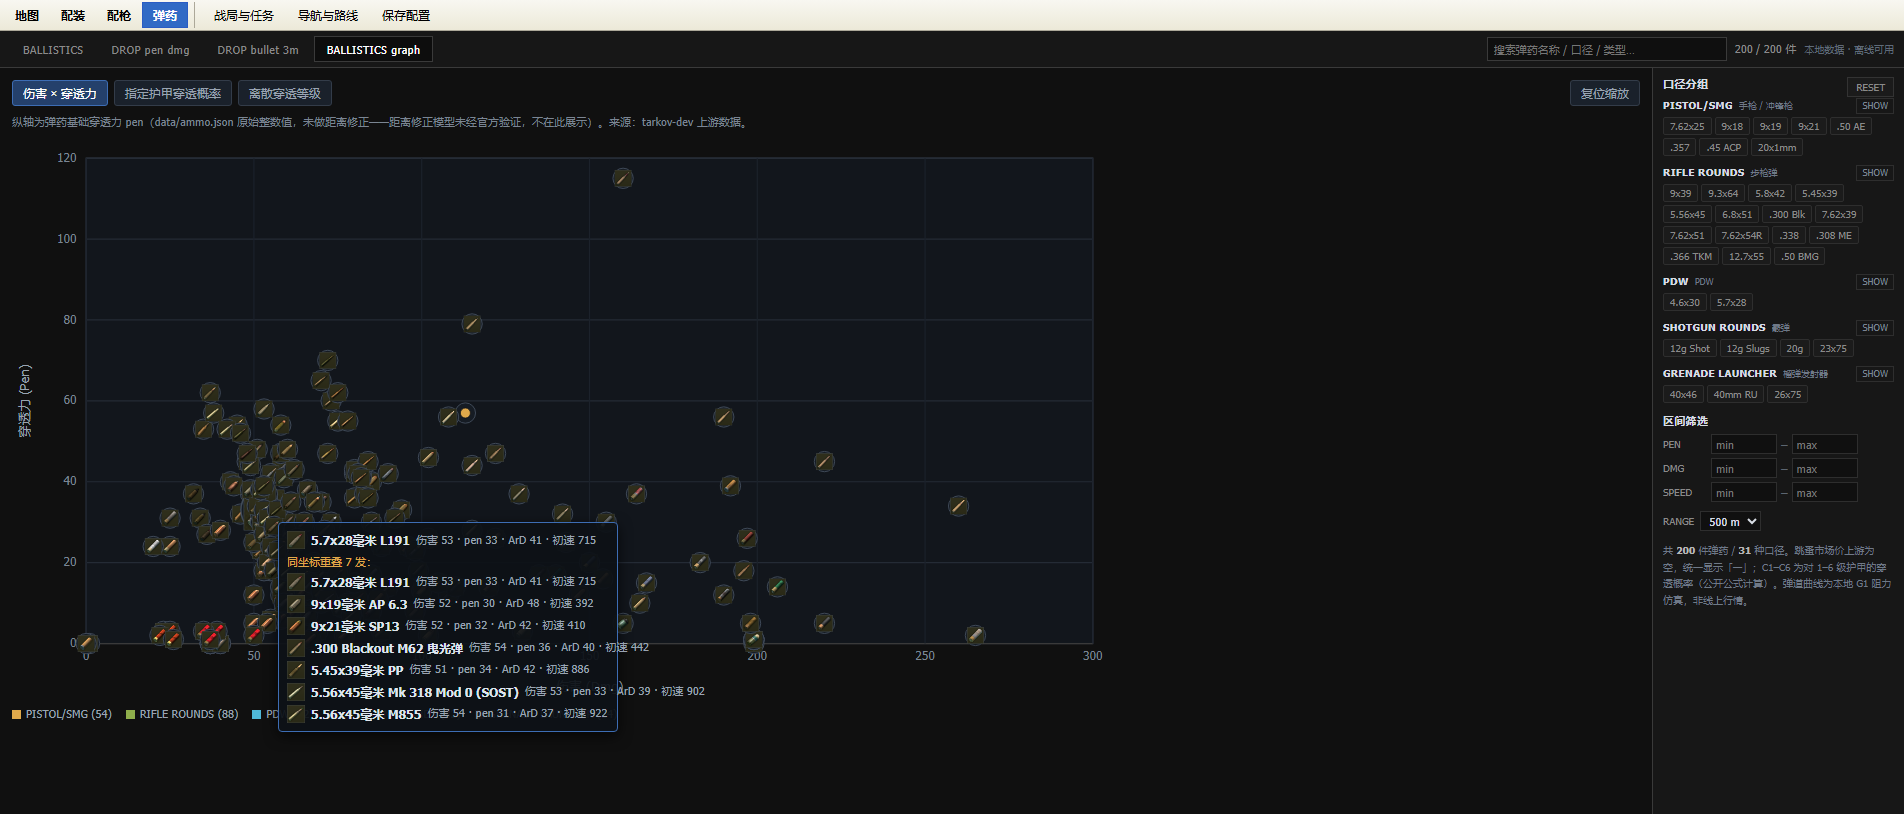 地图 配装 配枪 弹药 战局与任务 导航与路线 保存配置
BALLISTICS DROP pen dmg DROP bullet 3m BALLISTICS graph
搜索弹药名称 / 口径 / 类型...
200 / 200 件 本地数据 · 离线可用
伤害 × 穿透力 指定护甲穿透概率 离散穿透等级
复位缩放
纵轴为弹药基础穿透力 pen（data/ammo.json 原始整数值，未做距离修正——距离修正模型未经官方验证，不在此展示）。来源：tarkov-dev 上游数据。
120
100
80
60
40
20
0
穿透力 (Pen)
0 50 200 250 300
5.7x28毫米 L191 伤害 53 · pen 33 · ArD 41 · 初速 715
同坐标重叠 7 发：
5.7x28毫米 L191 伤害 53 · pen 33 · ArD 41 · 初速 715
9x19毫米 AP 6.3 伤害 52 · pen 30 · ArD 48 · 初速 392
9x21毫米 SP13 伤害 52 · pen 32 · ArD 42 · 初速 410
.300 Blackout M62 曳光弹 伤害 54 · pen 36 · ArD 40 · 初速 442
5.45x39毫米 PP 伤害 51 · pen 34 · ArD 42 · 初速 886
5.56x45毫米 Mk 318 Mod 0 (SOST) 伤害 53 · pen 33 · ArD 39 · 初速 902
5.56x45毫米 M855 伤害 54 · pen 31 · ArD 37 · 初速 922
PISTOL/SMG (54) RIFLE ROUNDS (88) PD
口径分组 RESET
PISTOL/SMG 手枪 / 冲锋枪 SHOW
7.62x25 9x18 9x19 9x21 .50 AE
.357 .45 ACP 20x1mm
RIFLE ROUNDS 步枪弹 SHOW
9x39 9.3x64 5.8x42 5.45x39
5.56x45 6.8x51 .300 Blk 7.62x39
7.62x51 7.62x54R .338 .308 ME
.366 TKM 12.7x55 .50 BMG
PDW PDW SHOW
4.6x30 5.7x28
SHOTGUN ROUNDS 霰弹 SHOW
12g Shot 12g Slugs 20g 23x75
GRENADE LAUNCHER 榴弹发射器 SHOW
40x46 40mm RU 26x75
区间筛选
PEN min — max
DMG min — max
SPEED min — max
RANGE 500 m
共 200 件弹药 / 31 种口径。跳蚤市场价上游为
空，统一显示「—」；C1–C6 为对 1–6 级护甲的穿
透概率（公开公式计算）。弹道曲线为本地 G1 阻力
仿真，非线上行情。